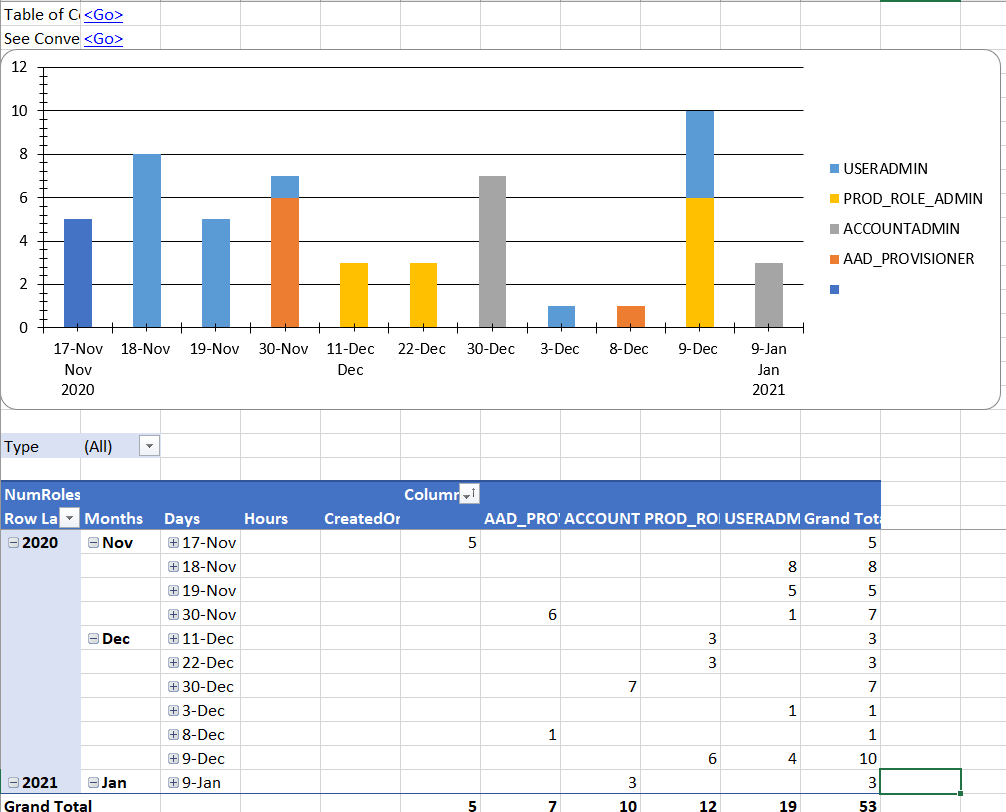 Table of Co <Go>
See Conve <Go>
12
10
8
6
4
2
0
17-Nov 18-Nov 19-Nov 30-Nov 11-Dec 22-Dec 30-Dec 3-Dec 8-Dec 9-Dec 9-Jan
Nov Dec Jan
2020 2021
USERADMIN
PROD_ROLE_ADMIN
ACCOUNTADMIN
AAD_PROVISIONER
Type (All)
NumRoles Column
Row La Months Days Hours CreatedOn AAD_PROV ACCOUNT PROD_ROL USERADM Grand Tota
2020 Nov 17-Nov 5 5
18-Nov 8 8
19-Nov 5 5
30-Nov 6 1 7
Dec 11-Dec 3 3
22-Dec 3 3
30-Dec 7 7
3-Dec 1 1
8-Dec 1 1
9-Dec 6 4 10
2021 Jan 9-Jan 3 3
Grand Total 5 7 10 12 19 53